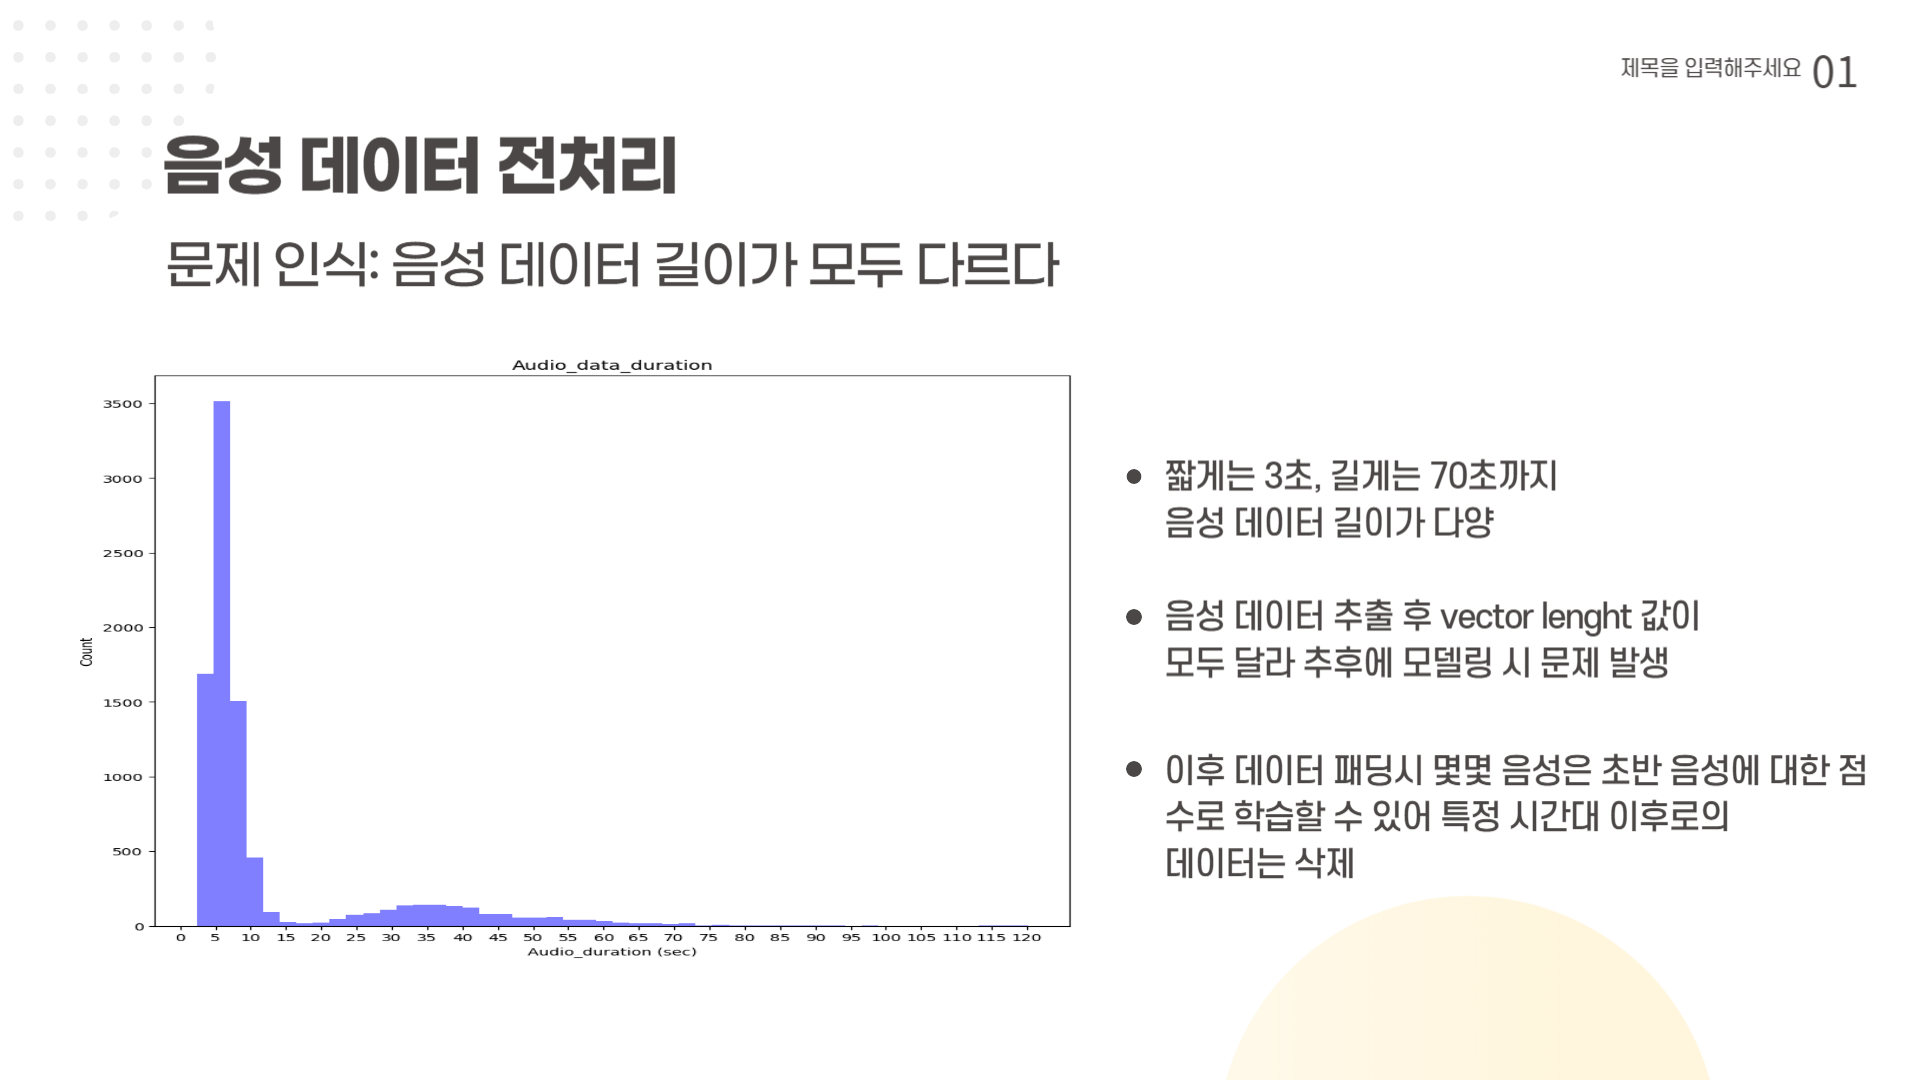 제목을 입력해주세요 01
음성 데이터 전처리
문제 인식: 음성 데이터 길이가 모두 다르다
Audio_data_duration
3500
3000
2500
2000
1500
1000
500
0
Count
0 5 10 15 20 25 30 35 40 45 50 55 60 65 70 75 80 85 90 95 100 105 110 115 120
Audio_duration (sec)
짧게는 3초, 길게는 70초까지
음성 데이터 길이가 다양
음성 데이터 추출 후 vector lenght 값이
모두 달라 추후에 모델링 시 문제 발생
이후 데이터 패딩시 몇몇 음성은 초반 음성에 대한 점
수로 학습할 수 있어 특정 시간대 이후로의
데이터는 삭제